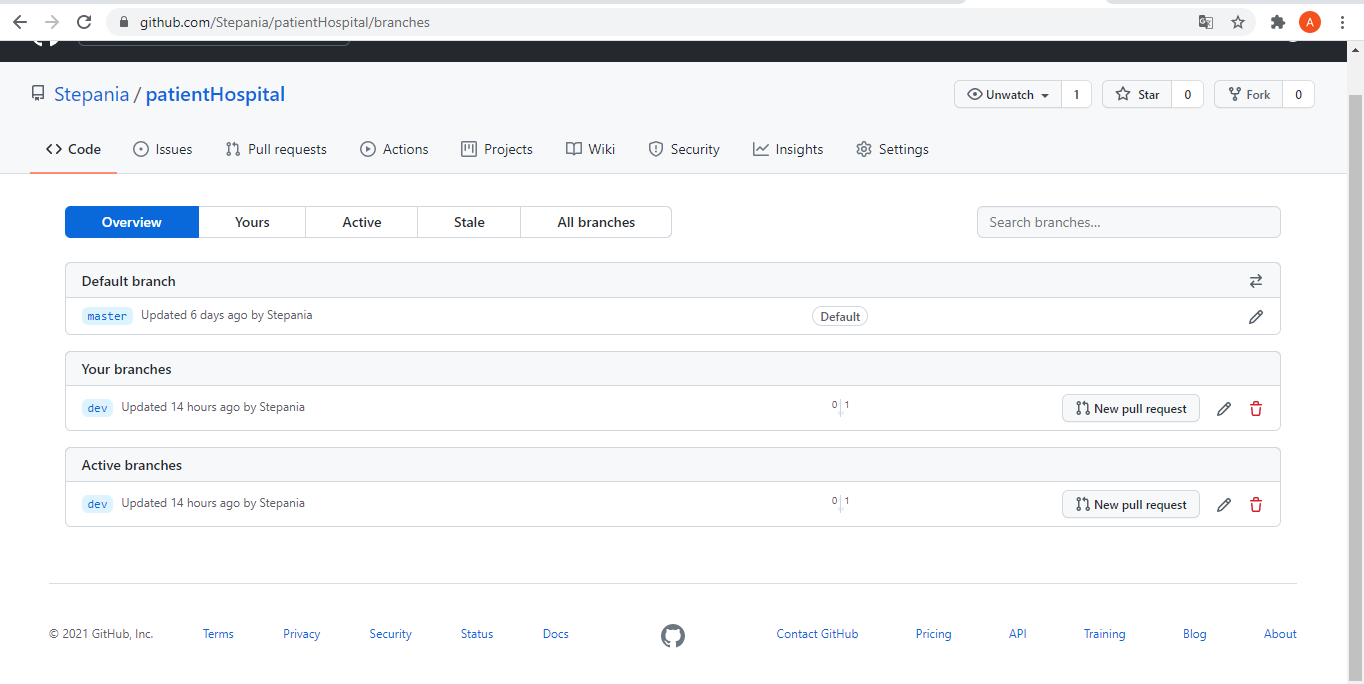 github.com/Stepania/patientHospital/branches
A
Stepania / patientHospital
Unwatch 1 Star 0 Fork 0
Code Issues Pull requests Actions Projects Wiki Security Insights Settings
Overview Yours Active Stale All branches Search branches...
Default branch
master Updated 6 days ago by Stepania Default
Your branches
dev Updated 14 hours ago by Stepania 0 1 New pull request
Active branches
dev Updated 14 hours ago by Stepania 0 1 New pull request
© 2021 GitHub, Inc. Terms Privacy Security Status Docs Contact GitHub Pricing API Training Blog About